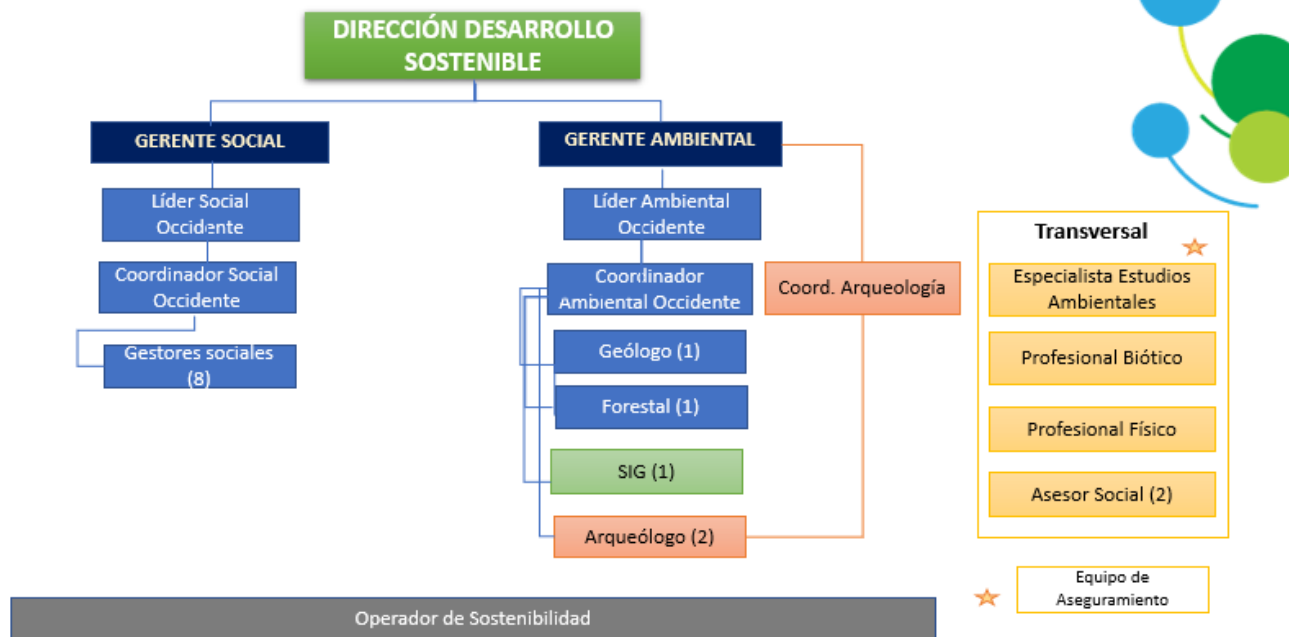 DIRECCIÓN DESARROLLO
SOSTENIBLE
GERENTE SOCIAL
GERENTE AMBIENTAL
Líder Social
Occidente
Líder Ambiental
Occidente
Coordinador Social
Occidente
Coordinador
Ambiental Occidente
Coord. Arqueología
Gestores sociales
(8)
Geólogo (1)
Forestal (1)
SIG (1)
Arqueólogo (2)
Transversal
Especialista Estudios
Ambientales
Profesional Biótico
Profesional Físico
Asesor Social (2)
Equipo de
Aseguramiento
Operador de Sostenibilidad